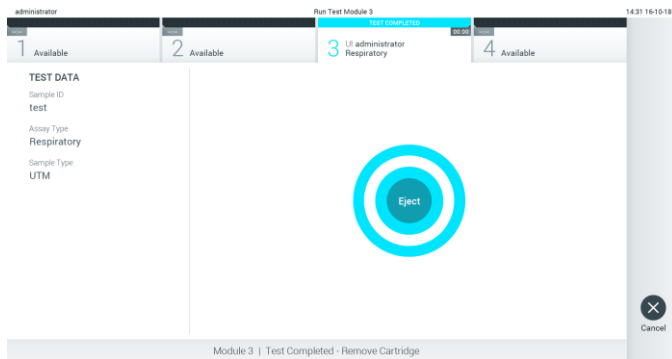 administrator
Run Test Module 3
14:31 16-10-18
TEST COMPLETED
--:--
1 Available
--:--
2 Available
00:00
3 UI administrator
Respiratory
--:--
4 Available
TEST DATA
Sample ID
test
Assay Type
Respiratory
Sample Type
UTM
Eject
Cancel
Module 3 | Test Completed - Remove Cartridge